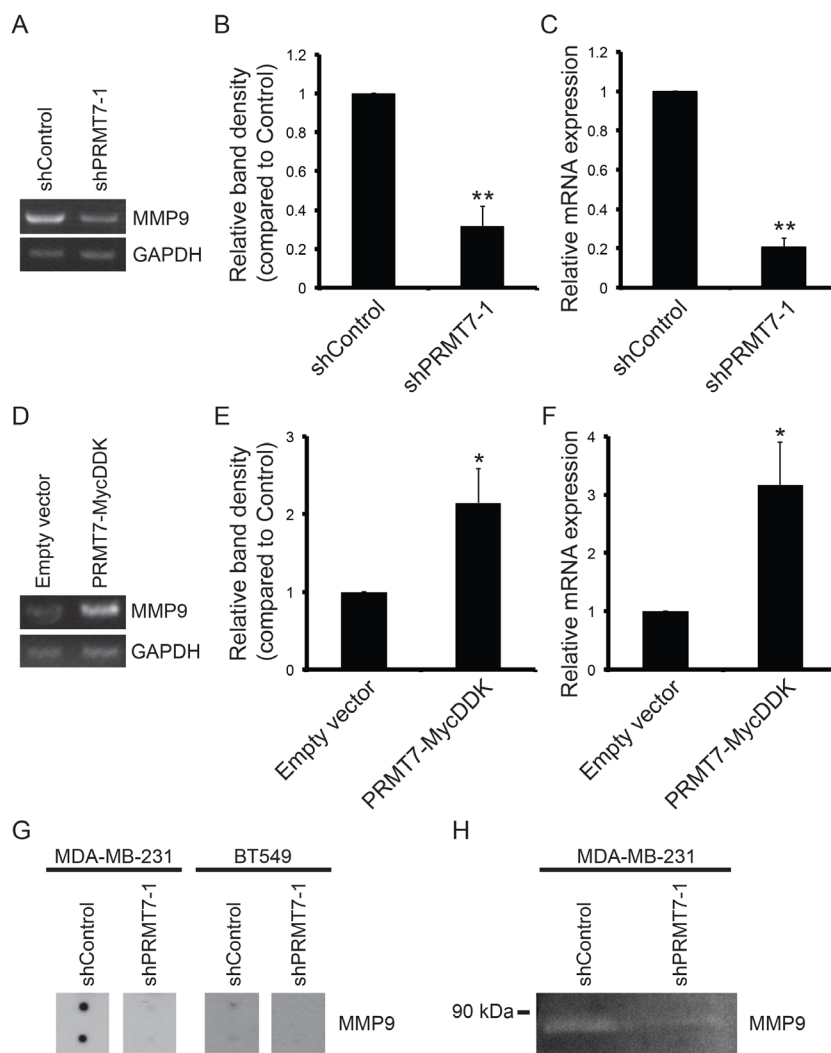 A
shControl
shPRMT7-1
MMP9
GAPDH
B
Relative band density
(compared to Control)
1.2
1
0.8
0.6
0.4
0.2
0
**
shControl
shPRMT7-1
C
Relative mRNA expression
1.2
1
0.8
0.6
0.4
0.2
0
**
shControl
shPRMT7-1
D
Empty vector
PRMT7-MycDDK
MMP9
GAPDH
E
Relative band density
(compared to Control)
3
2
1
0
*
Empty vector
PRMT7-MycDDK
F
Relative mRNA expression
4
3
2
1
0
*
Empty vector
PRMT7-MycDDK
G
MDA-MB-231
BT549
shControl
shPRMT7-1
shControl
shPRMT7-1
MMP9
H
MDA-MB-231
shControl
shPRMT7-1
90 kDa
MMP9